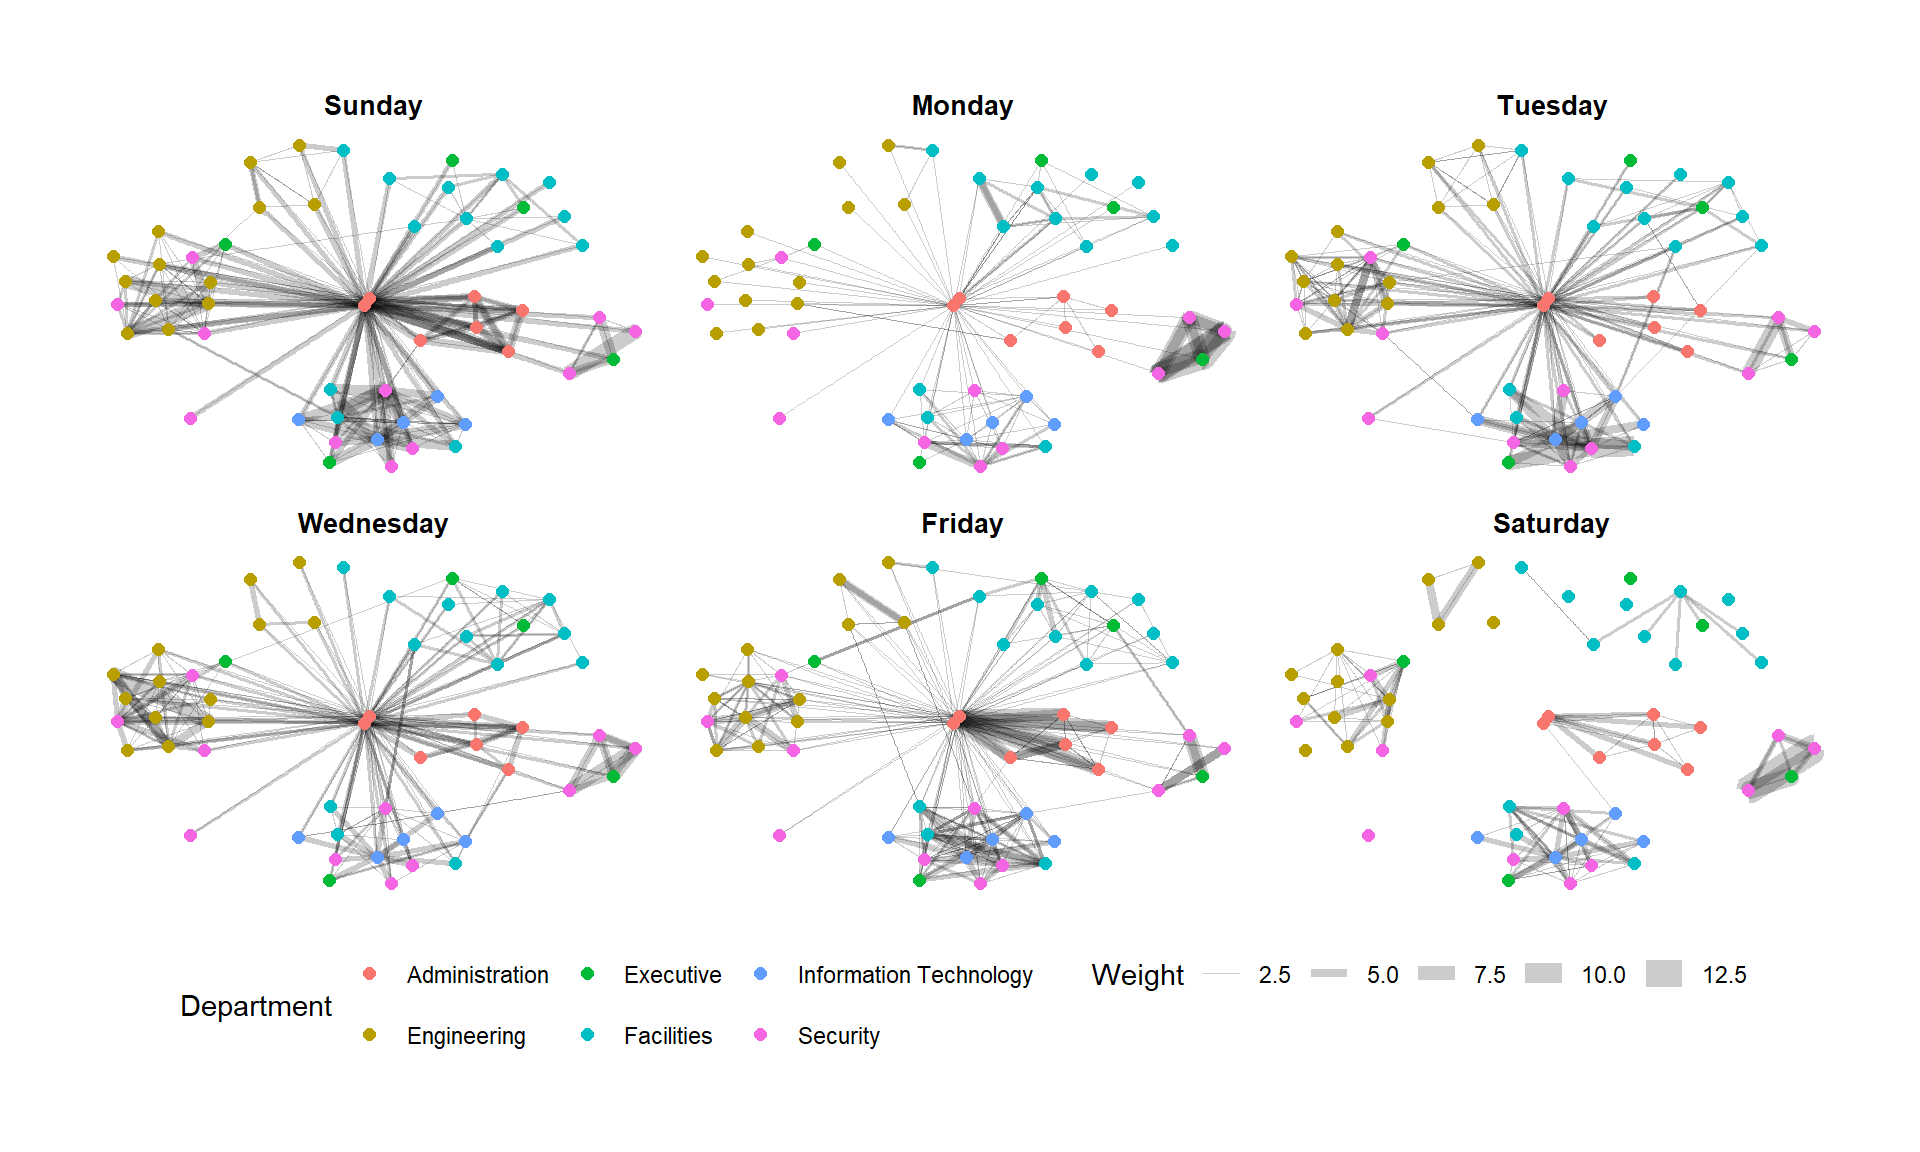 Sunday
Monday
Tuesday
Wednesday
Friday
Saturday
Department
Administration
Executive
Information Technology
Engineering
Facilities
Security
Weight
2.5
5.0
7.5
10.0
12.5